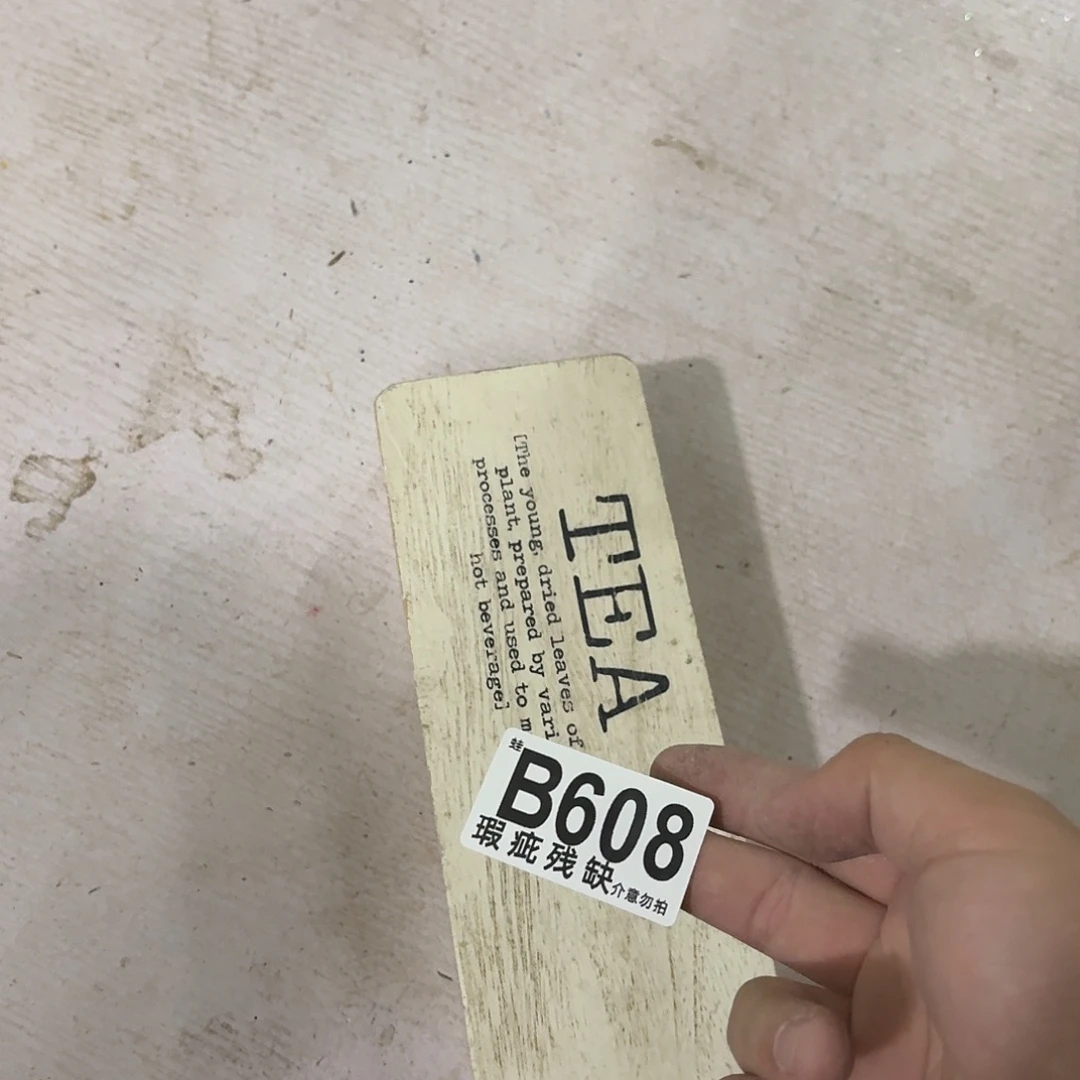 TEA
[The young, dried leaves of
plant, prepared by vari
processes and used to m
hot beverage]
蛙
B608
瑕疵残缺介意勿拍